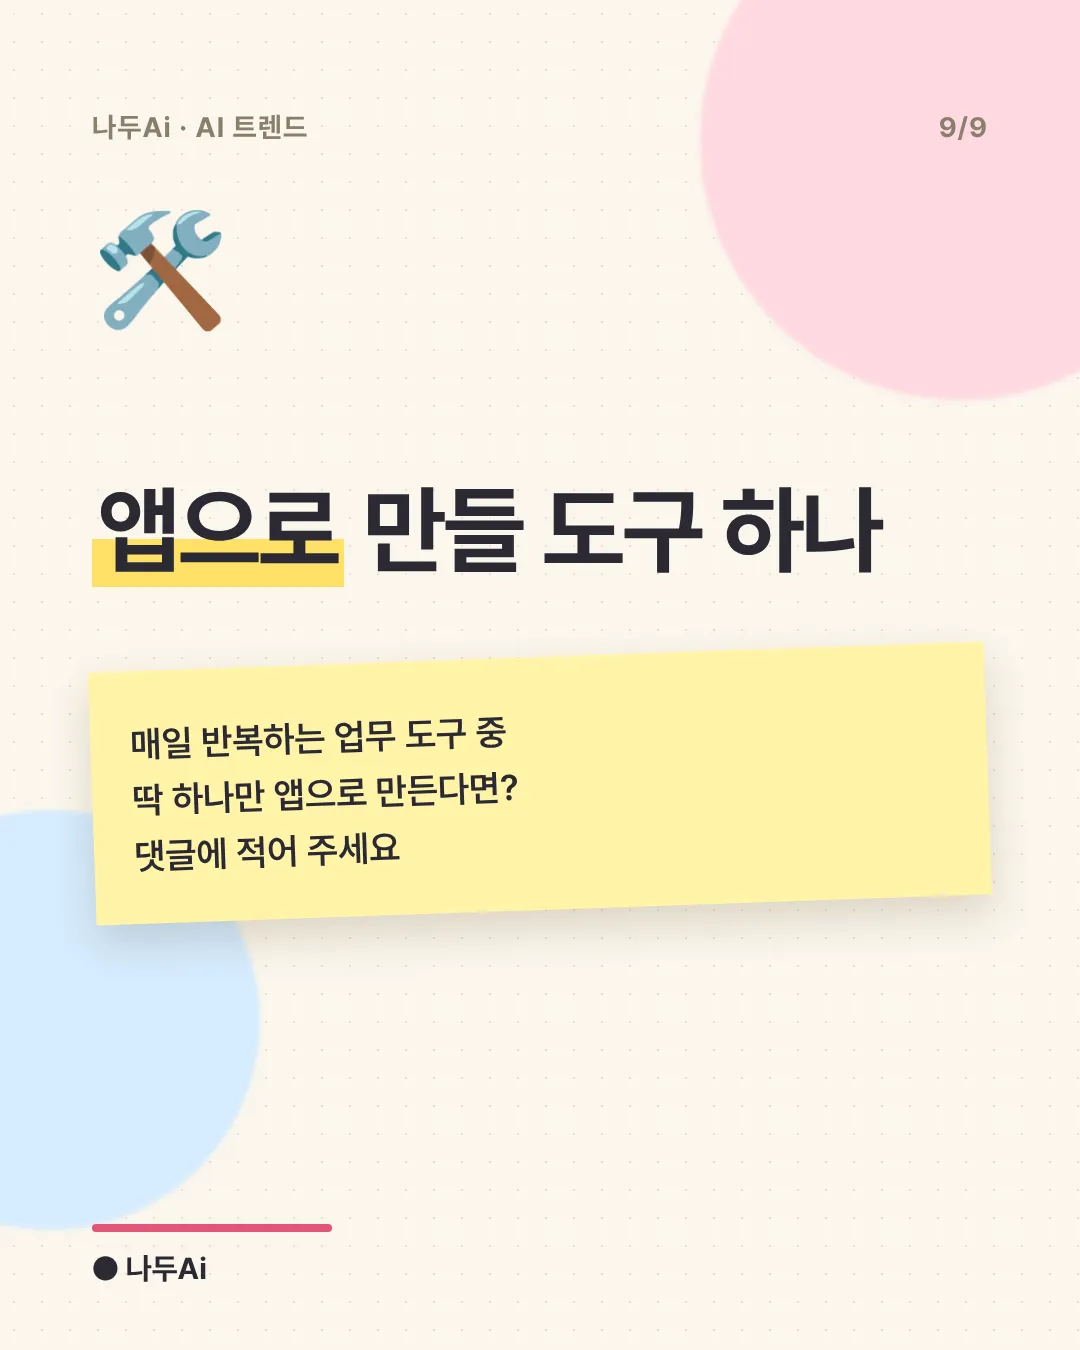 나두Ai · AI 트렌드
9/9
앱으로 만들 도구 하나
매일 반복하는 업무 도구 중
딱 하나만 앱으로 만든다면?
댓글에 적어 주세요
나두Ai